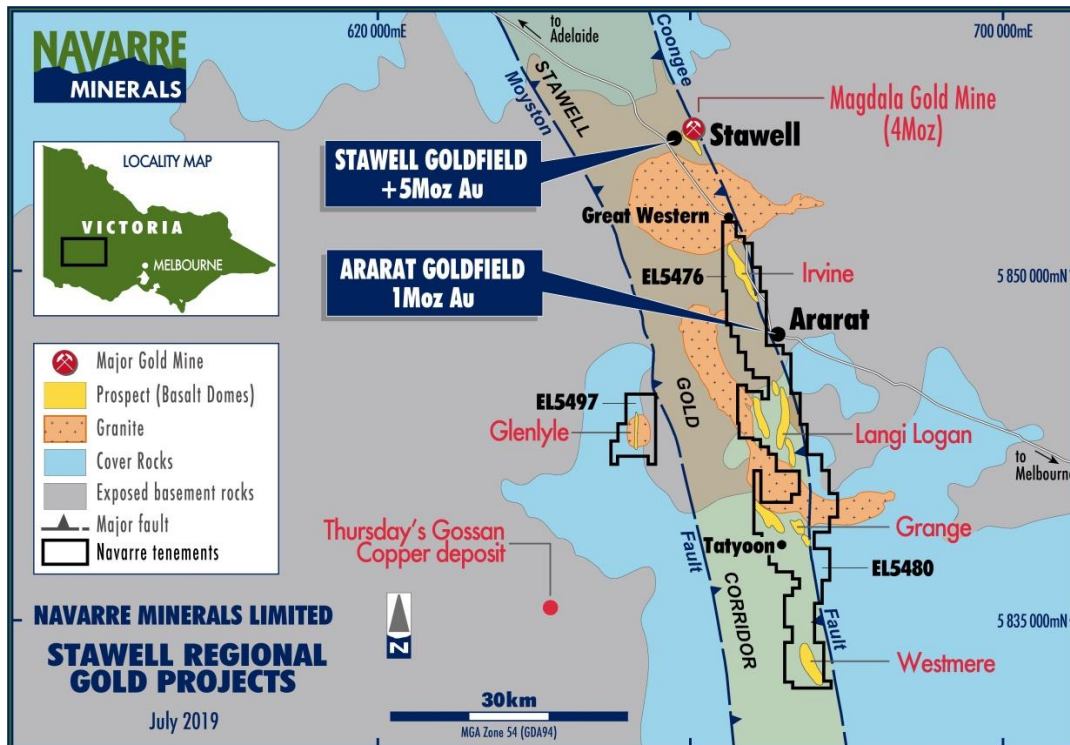 NAVARRE
MINERALS
620 000mE
to
Adelaide
700 000mE
Coongee
Moyston
STAWELL
Magdala Gold Mine
(4Moz)
Stawell
STAWELL GOLDFIELD
+5Moz Au
LOCALITY MAP
VICTORIA
MELBOURNE
Great Western
EL5476
Irvine
5 850 000mN
ARARAT GOLDFIELD
1Moz Au
Ararat
Major Gold Mine
Prospect (Basalt Domes)
Granite
Cover Rocks
Exposed basement rocks
Major fault
Navarre tenements
GOLD
EL5497
Glenlyle
Langi Logan
to
Melbourne
Thursday's Gossan
Copper deposit
Grange
Tatyoon
Fault
EL5480
CORRIDOR
Fault
5 835 000mN
Westmere
NAVARRE MINERALS LIMITED
STAWELL REGIONAL
GOLD PROJECTS
July 2019
N
30km
MGA Zone 54 (GDA94)